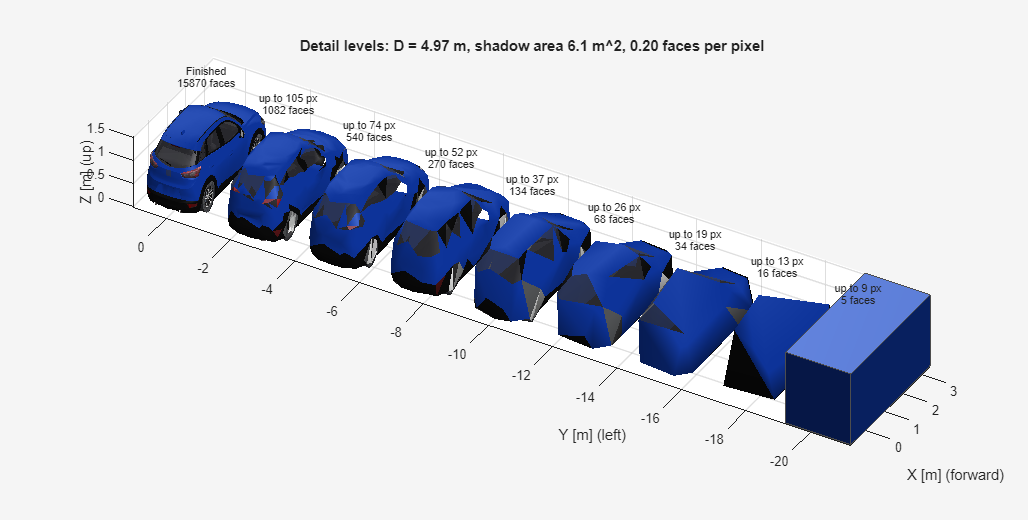 Detail levels: D = 4.97 m, shadow area 6.1 m^2, 0.20 faces per pixel
Finished
15870 faces
up to 105 px
1082 faces
up to 74 px
540 faces
up to 52 px
270 faces
up to 37 px
134 faces
up to 26 px
68 faces
up to 19 px
34 faces
up to 13 px
16 faces
up to 9 px
5 faces
1.5
1
0.5
0
Z [m] (up)
0
-2
-4
-6
-8
-10
-12
-14
-16
-18
-20
Y [m] (left)
3
2
1
0
X [m] (forward)